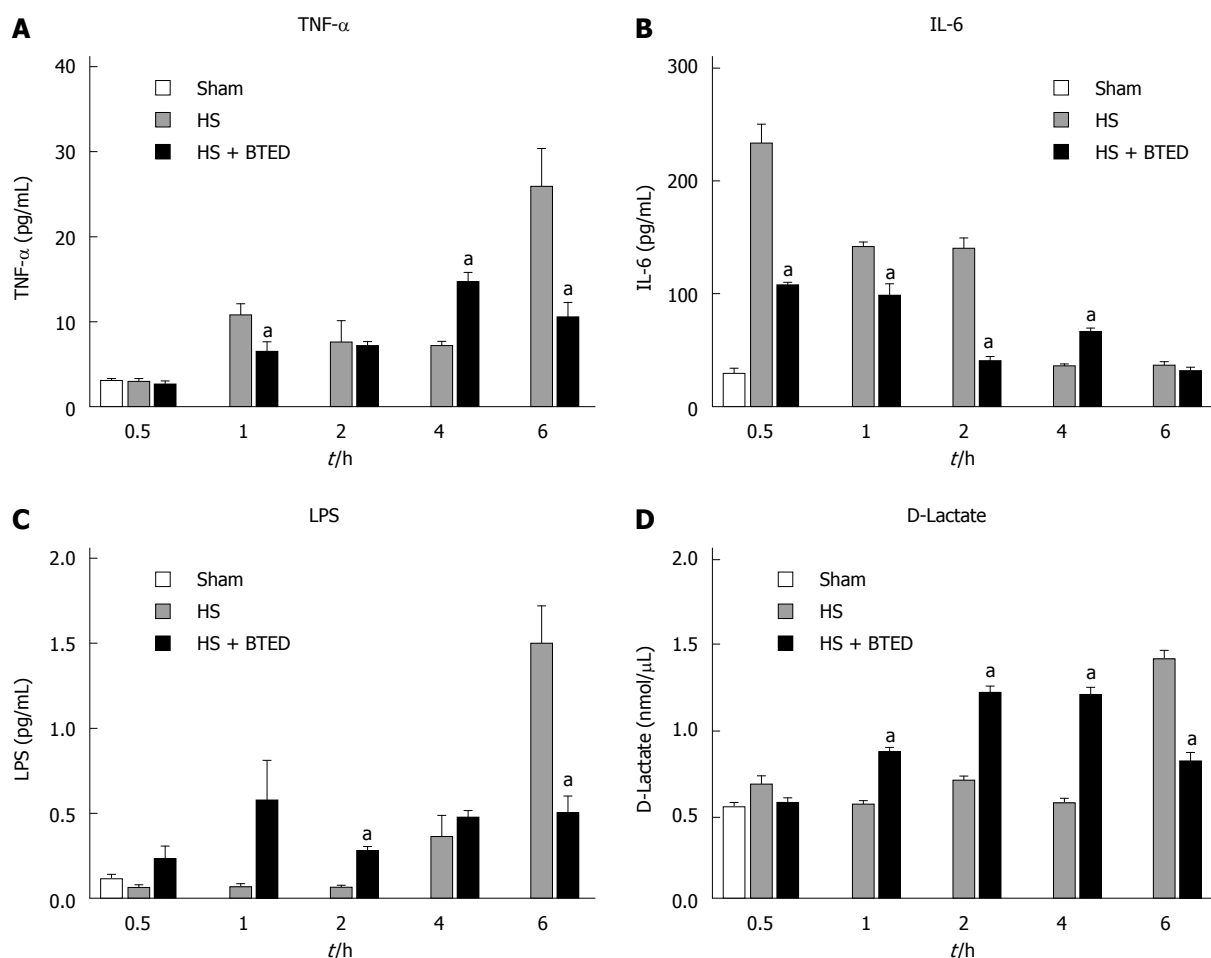 A
TNF-α
40
30
20
10
0
TNF-α (pg/mL)
Sham
HS
HS + BTED
a
a
a
0.5 1 2 4 6
t/h
B
IL-6
300
200
100
0
IL-6 (pg/mL)
Sham
HS
HS + BTED
a
a
a
a
0.5 1 2 4 6
t/h
C
LPS
2.0
1.5
1.0
0.5
0.0
LPS (pg/mL)
Sham
HS
HS + BTED
a
a
0.5 1 2 4 6
t/h
D
D-Lactate
2.0
1.5
1.0
0.5
0.0
D-Lactate (nmol/μL)
Sham
HS
HS + BTED
a
a
a
a
0.5 1 2 4 6
t/h